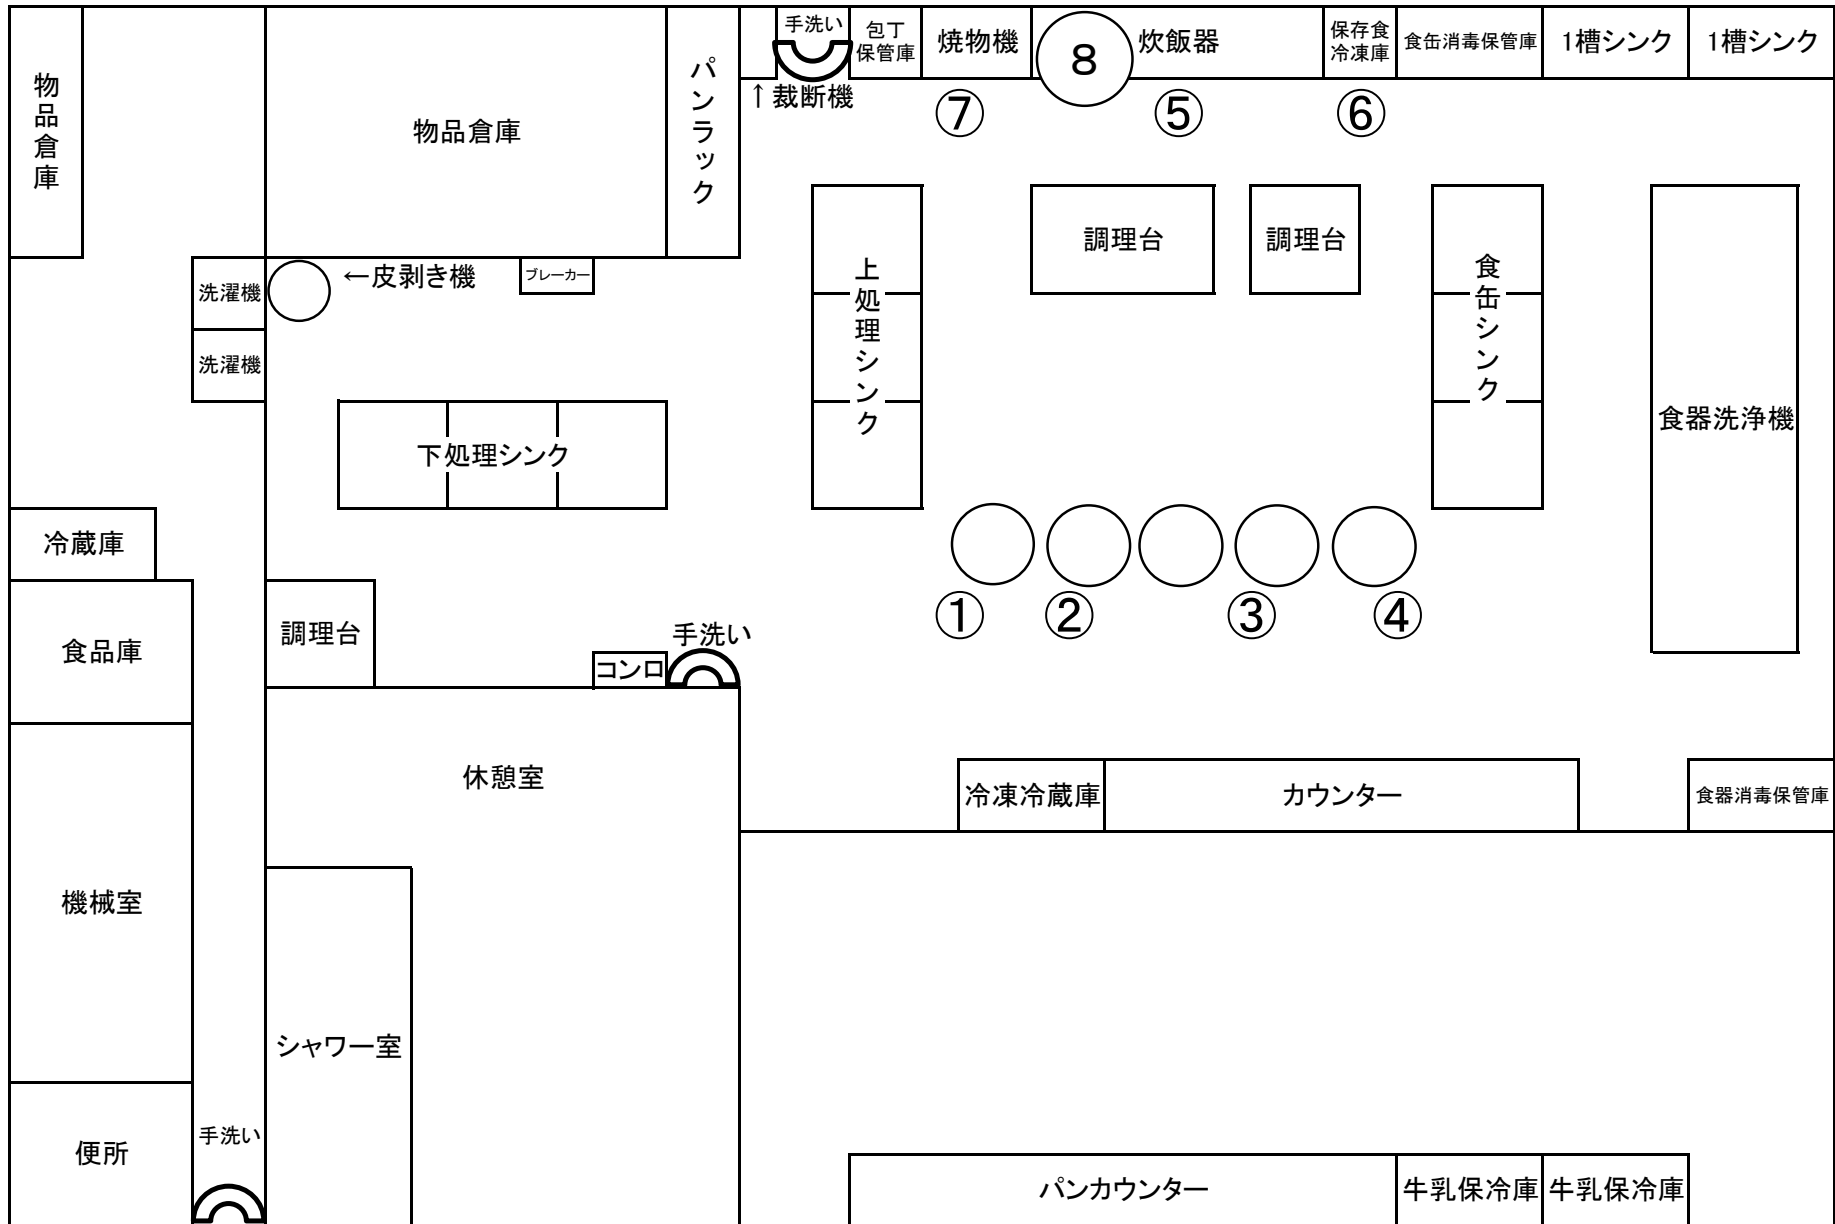 物品倉庫
物品倉庫
パンラック
手洗い
↑裁断機
包丁
保管庫
焼物機
8
炊飯器
保存食
冷凍庫
食缶消毒保管庫
1槽シンク
1槽シンク
⑦
⑤
⑥
洗濯機
←皮剥き機
ブレーカー
洗濯機
上処理シンク
調理台
調理台
食缶シンク
食器洗浄機
下処理シンク
冷蔵庫
食品庫
調理台
コンロ
手洗い
①
②
③
④
休憩室
冷凍冷蔵庫
カウンター
食器消毒保管庫
機械室
シャワー室
便所
手洗い
パンカウンター
牛乳保冷庫
牛乳保冷庫